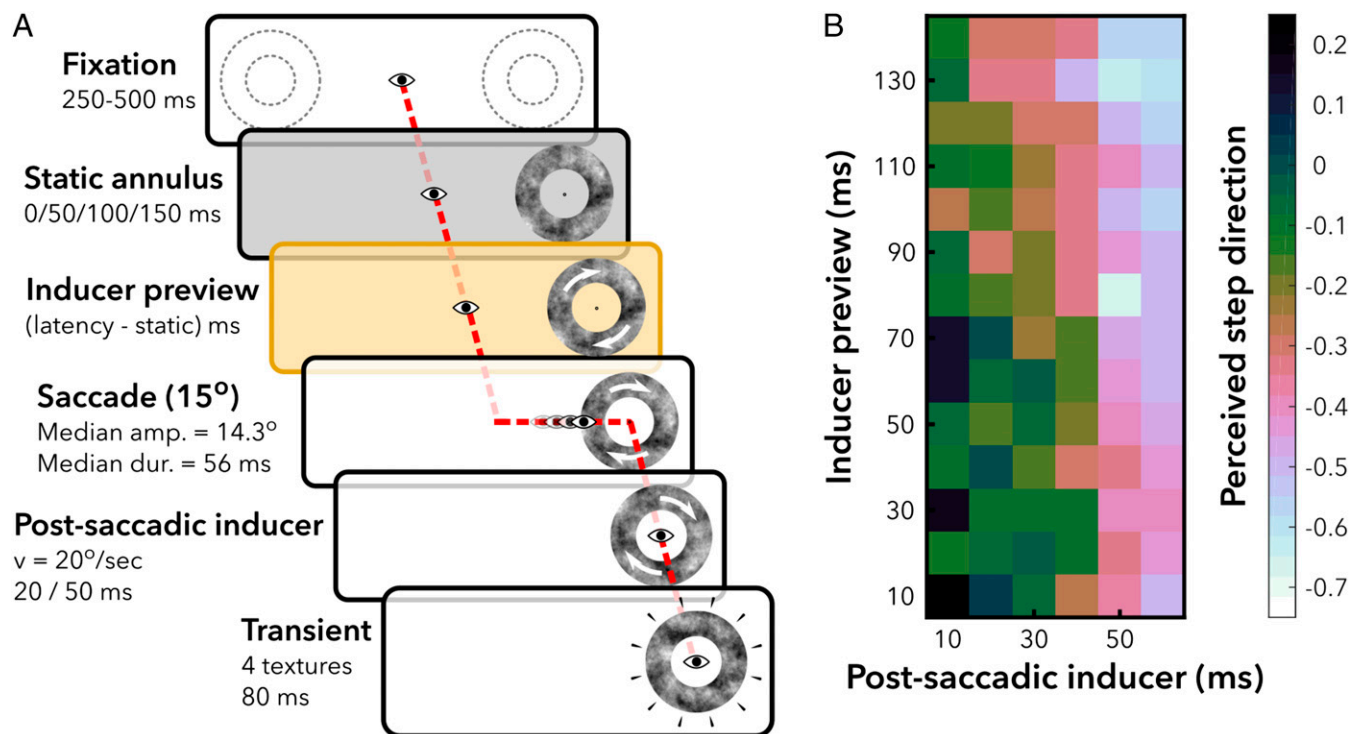 A
Fixation
250-500 ms
Static annulus
0/50/100/150 ms
Inducer preview
(latency - static) ms
Saccade (15º)
Median amp. = 14.3º
Median dur. = 56 ms
Post-saccadic inducer
v = 20º/sec
20 / 50 ms
Transient
4 textures
80 ms
B
Inducer preview (ms)
130
110
90
70
50
30
10
10 30 50
Post-saccadic inducer (ms)
Perceived step direction
0.2
0.1
0
-0.1
-0.2
-0.3
-0.4
-0.5
-0.6
-0.7